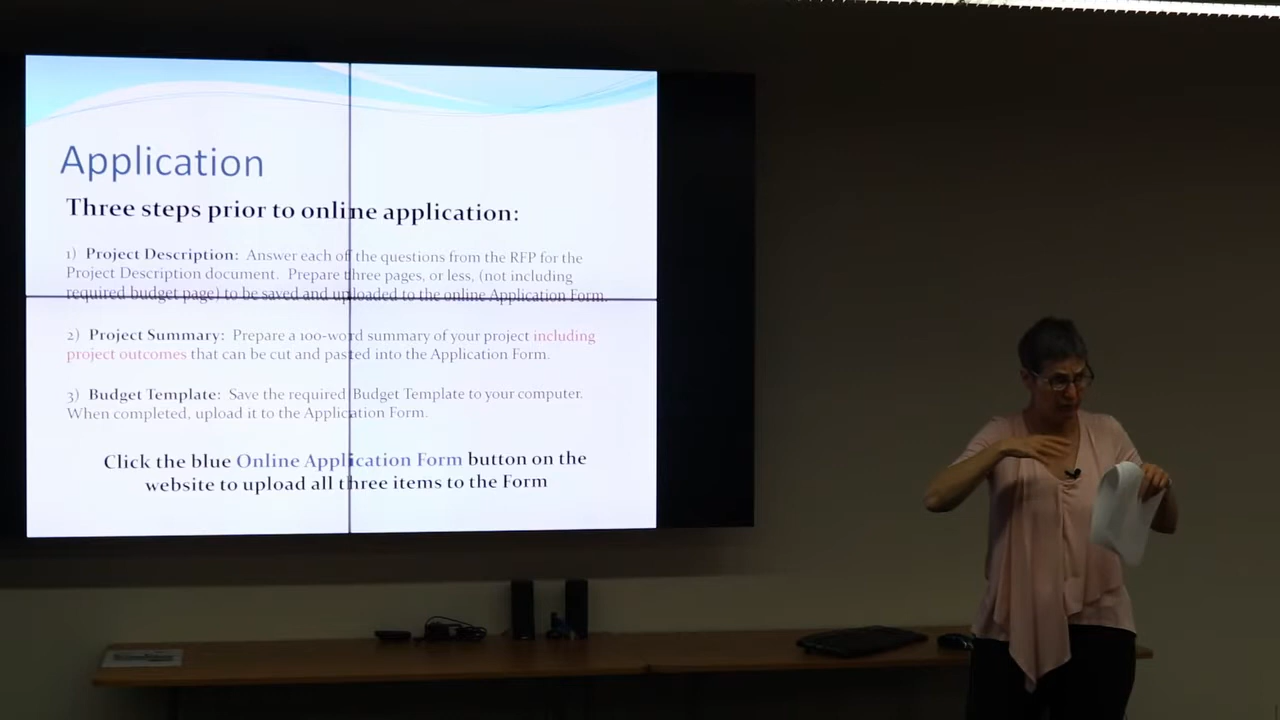 Application
Three steps prior to online application:
1) Project Description: Answer each of the questions from the RFP for the
Project Description document. Prepare three pages, or less, (not including
required budget page) to be saved and uploaded to the online Application Form.
2) Project Summary: Prepare a 100-word summary of your project including
project outcomes that can be cut and pasted into the Application Form.
3) Budget Template: Save the required Budget Template to your computer.
When completed, upload it to the Application Form.
Click the blue Online Application Form button on the
website to upload all three items to the Form